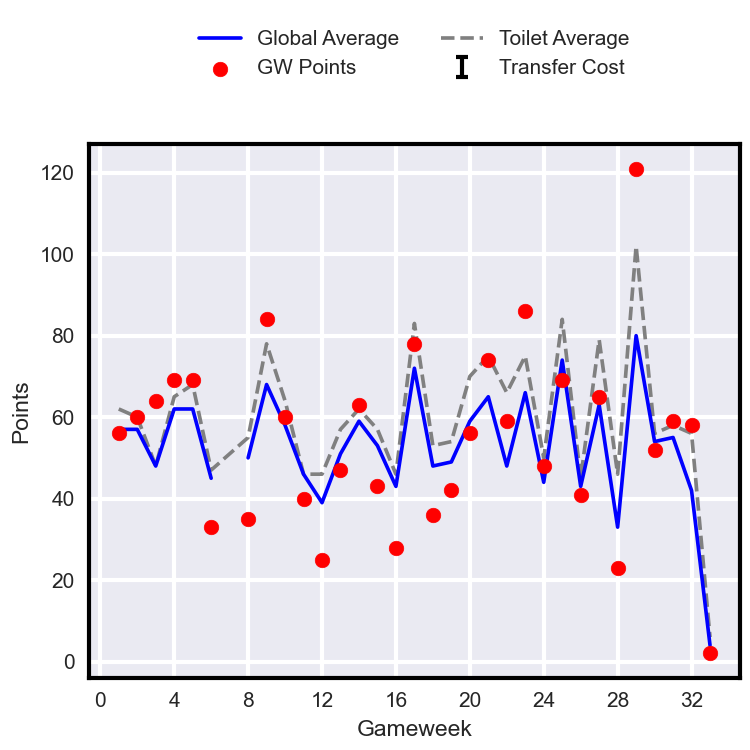 Global Average
Toilet Average
GW Points
Transfer Cost
120
100
80
60
40
20
0
Points
0 4 8 12 16 20 24 28 32
Gameweek